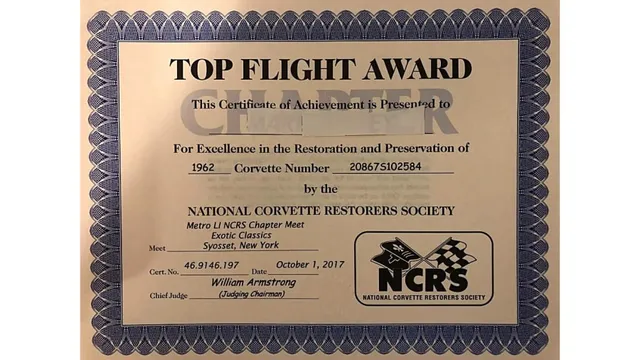 TOP FLIGHT AWARD
CHAPTER
This Certificate of Achievement is Presented to
For Excellence in the Restoration and Preservation of
1962 Corvette Number 20867S102584
by the
NATIONAL CORVETTE RESTORERS SOCIETY
Metro LI NCRS Chapter Meet
Exotic Classics
Meet Syosset, New York
Cert. No. 46.9146.197 Date October 1, 2017
William Armstrong
Chief Judge (Judging Chairman)
NCRS
NATIONAL CORVETTE RESTORERS SOCIETY